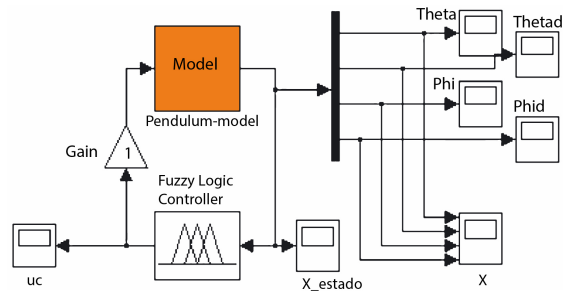 Theta
Thetad
Model
Pendulum-model
Phi
Phid
Gain
1
Fuzzy Logic
Controller
uc
X_estado
X